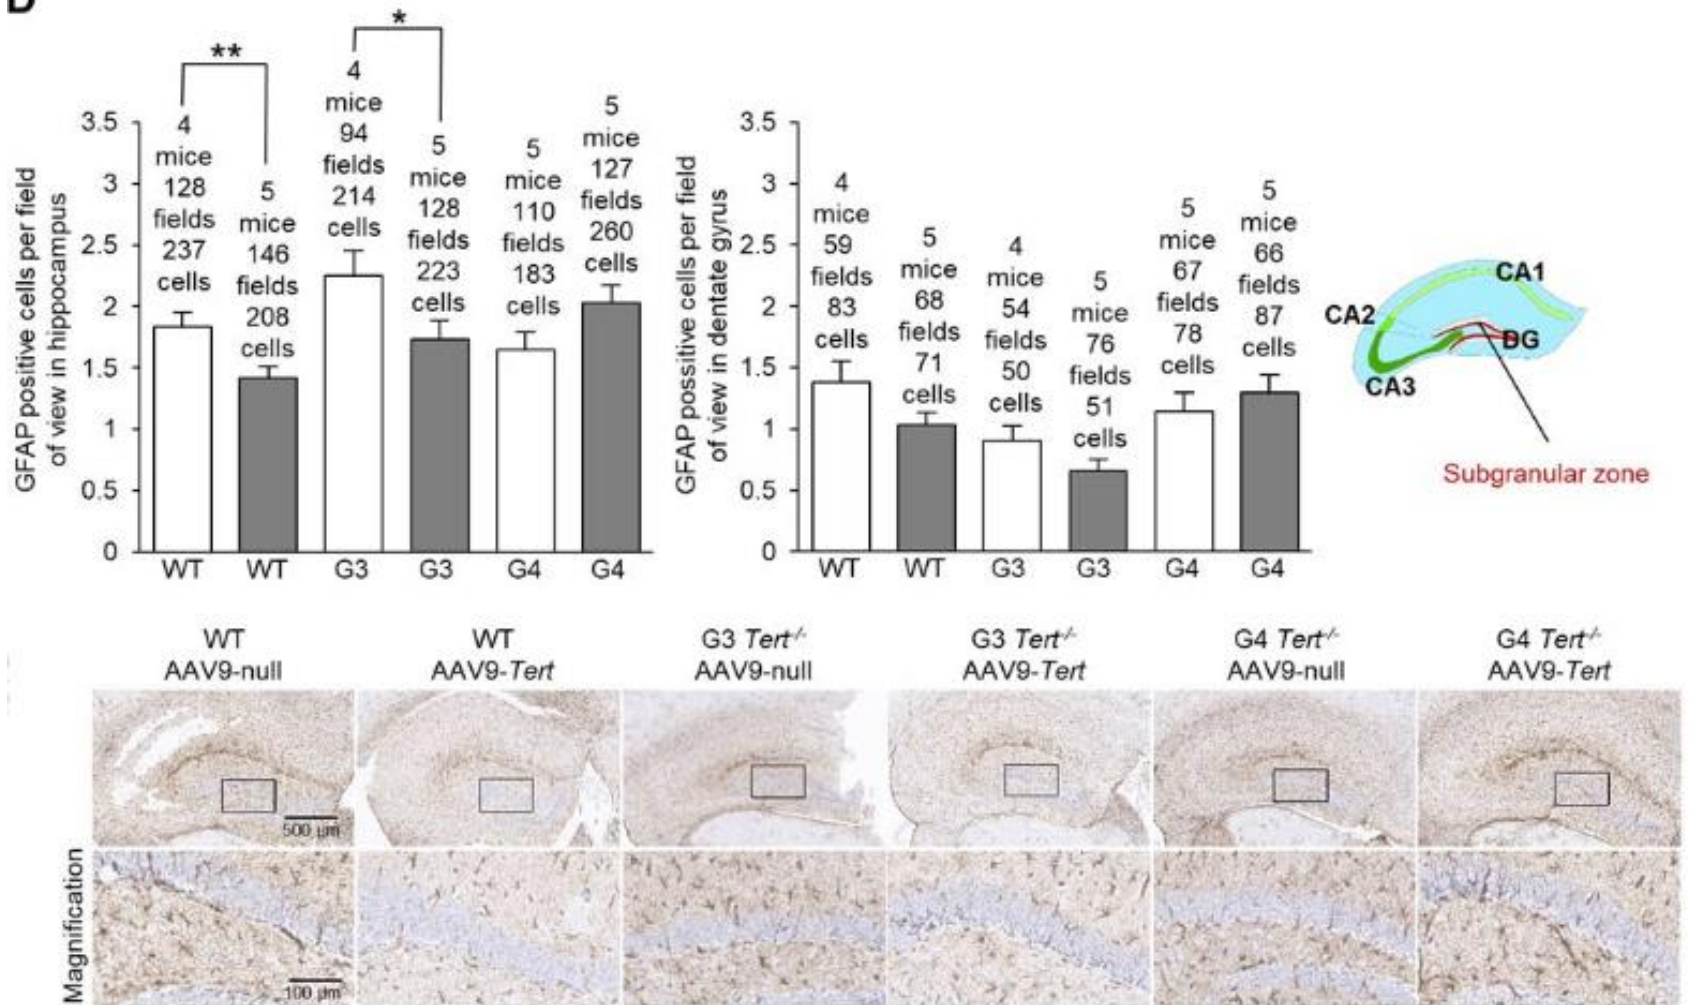 D
**
*
GFAP positive cells per field
of view in hippocampus
3.5
3
2.5
2
1.5
1
0.5
0
4
mice
128
fields
237
cells
5
mice
146
fields
208
cells
4
mice
94
fields
214
cells
5
mice
128
fields
223
cells
5
mice
110
fields
183
cells
5
mice
127
fields
260
cells
WT WT G3 G3 G4 G4
GFAP possitive cells per field
of view in dentate gyrus
3.5
3
2.5
2
1.5
1
0.5
0
4
mice
59
fields
83
cells
5
mice
68
fields
71
cells
4
mice
54
fields
50
cells
5
mice
76
fields
51
cells
5
mice
67
fields
78
cells
5
mice
66
fields
87
cells
WT WT G3 G3 G4 G4
CA1
CA2
DG
CA3
Subgranular zone
WT
AAV9-null
WT
AAV9-Tert
G3 Tert-/-
AAV9-null
G3 Tert-/-
AAV9-Tert
G4 Tert-/-
AAV9-null
G4 Tert-/-
AAV9-Tert
500 µm
Magnification
100 µm